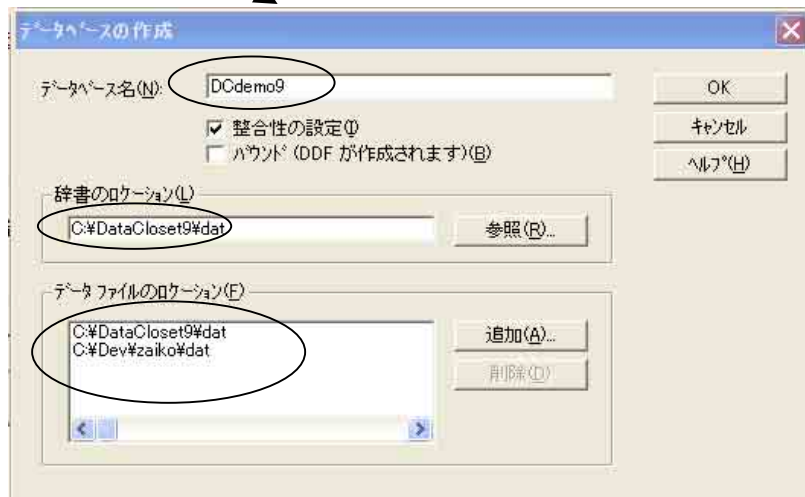 データベースの作成
データベース名(N): DCdemo9
OK
整合性の設定(I)
キャンセル
バウンド (DDF が作成されます)(B)
ヘルプ(H)
辞書のロケーション(L)
C:¥DataCloset9¥dat 参照(R)...
データ ファイルのロケーション(F)
C:¥DataCloset9¥dat
C:¥Dev¥zaiko¥dat
追加(A)...
削除(D)